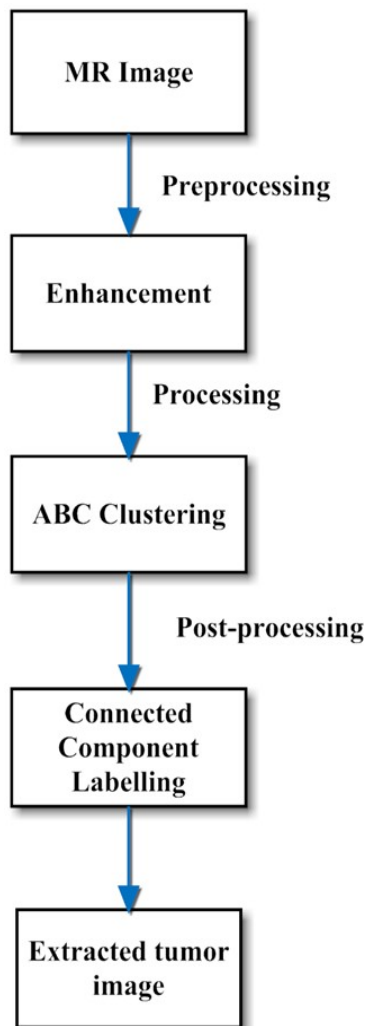 MR Image
Preprocessing
Enhancement
Processing
ABC Clustering
Post-processing
Connected
Component
Labelling
Extracted tumor
image